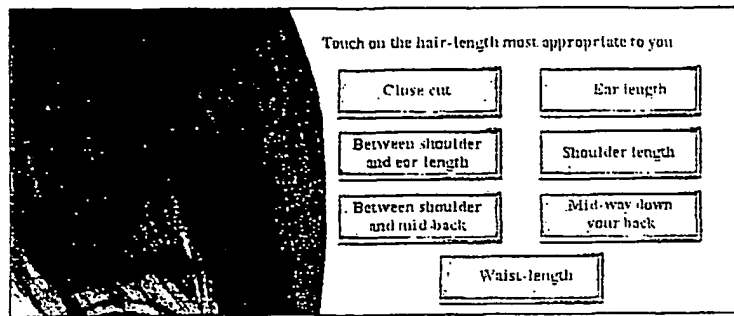 Touch on the hair-length most appropriate to you
Close cut
Ear length
Between shoulder
and ear length
Shoulder length
Between shoulder
and mid-back
Mid-way down
your back
Waist-length